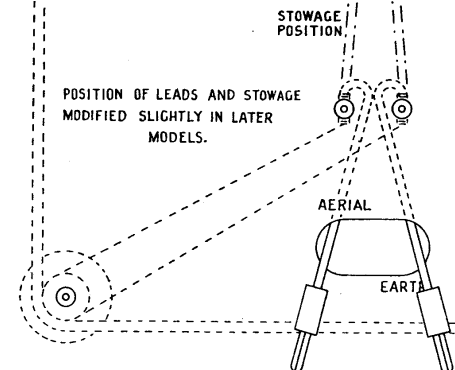 STOWAGE
POSITION
POSITION OF LEADS AND STOWAGE
MODIFIED SLIGHTLY IN LATER
MODELS.
AERIAL
EARTH